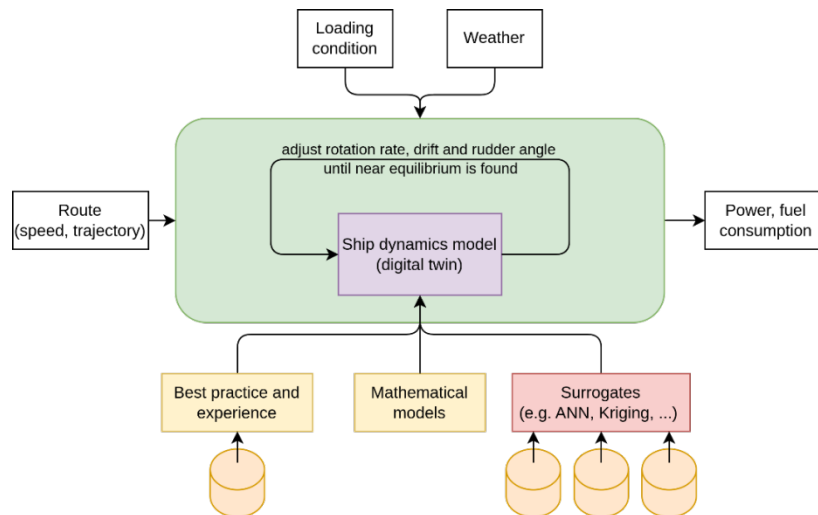 Loading
condition
Weather
adjust rotation rate, drift and rudder angle
until near equilibrium is found
Route
(speed, trajectory)
Ship dynamics model
(digital twin)
Power, fuel
consumption
Best practice and
experience
Mathematical
models
Surrogates
(e.g. ANN, Kriging, ...)